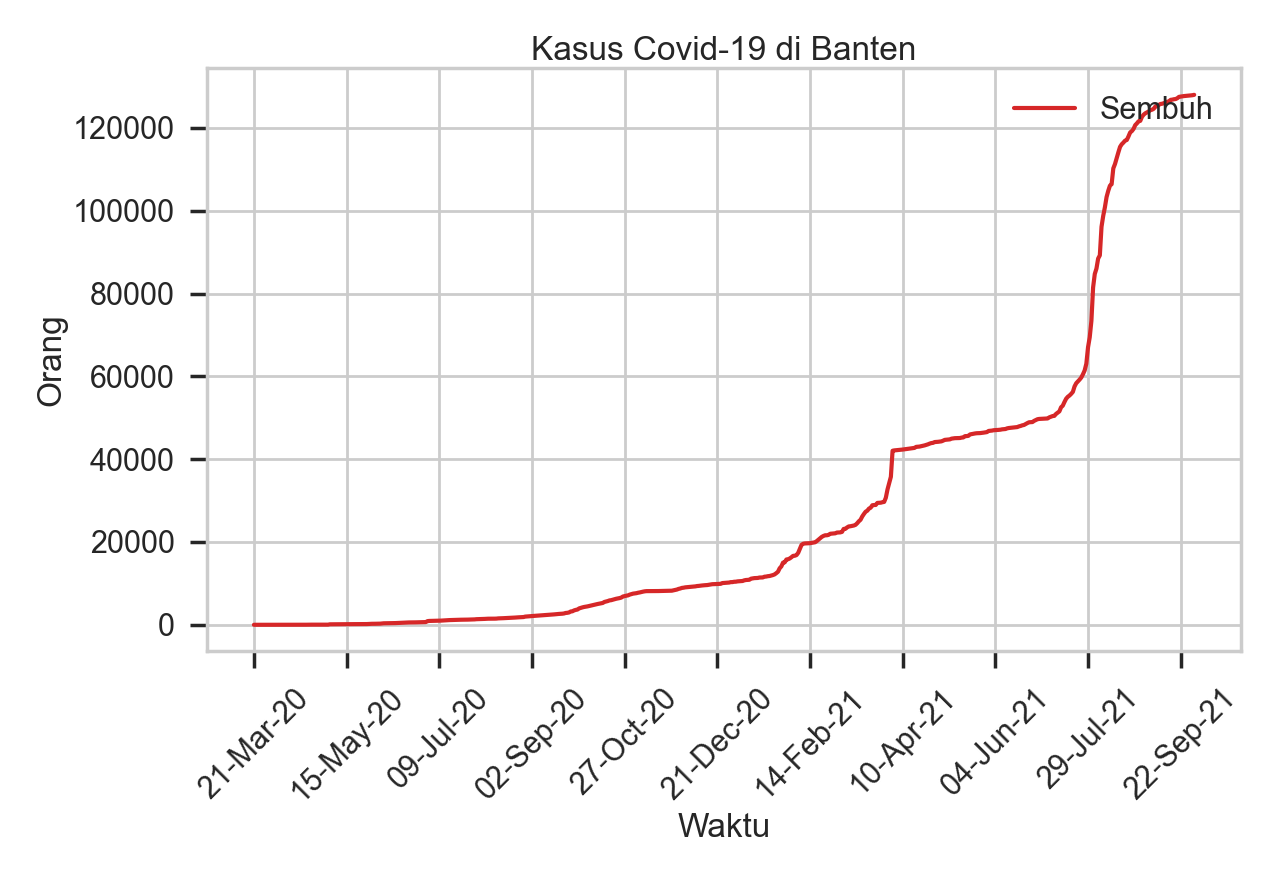 Kasus Covid-19 di Banten
Sembuh
120000
100000
80000
60000
40000
20000
0
Orang
21-Mar-20
15-May-20
09-Jul-20
02-Sep-20
27-Oct-20
21-Dec-20
14-Feb-21
10-Apr-21
04-Jun-21
29-Jul-21
22-Sep-21
Waktu